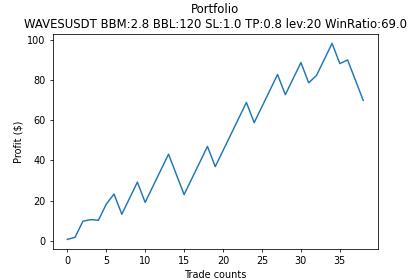 Portfolio
WAVESUSDT BBM:2.8 BBL:120 SL:1.0 TP:0.8 lev:20 WinRatio:69.0
100
80
60
40
20
0
Profit ($)
0 5 10 15 20 25 30 35
Trade counts